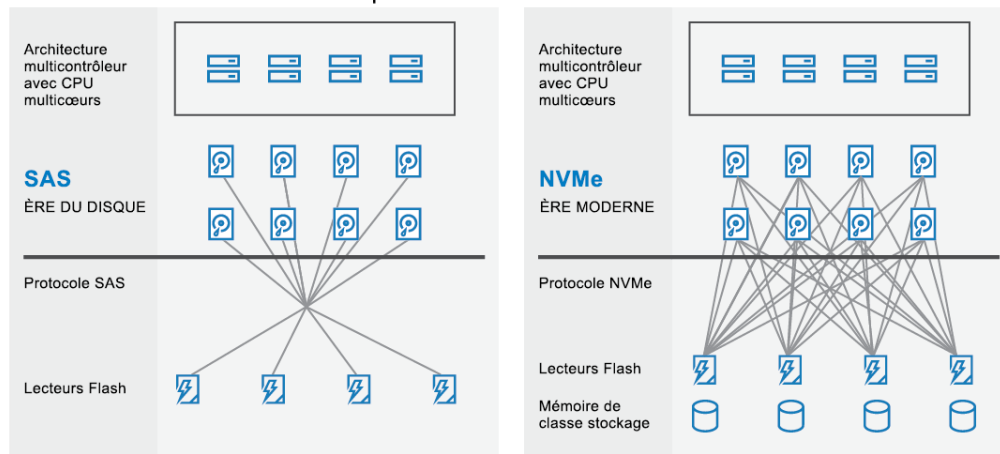 Architecture
multicontrôleur
avec CPU
multicœurs
SAS
ÈRE DU DISQUE
Protocole SAS
Lecteurs Flash
Architecture
multicontrôleur
avec CPU
multicœurs
NVMe
ÈRE MODERNE
Protocole NVMe
Lecteurs Flash
Mémoire de
classe stockage